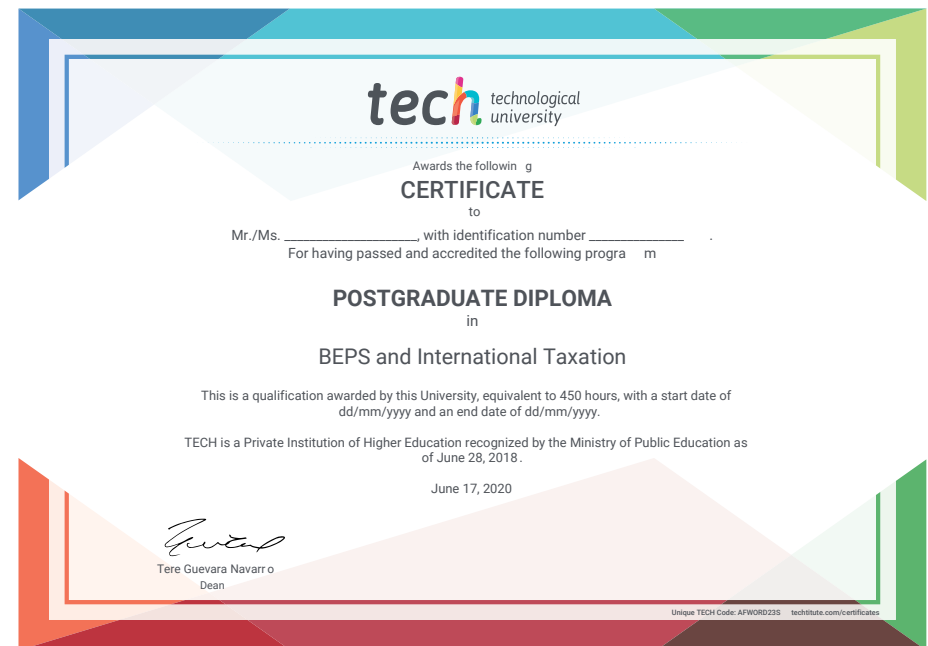 tech technological
university
Awards the followin g
CERTIFICATE
to
Mr./Ms. _____________________, with identification number _______________ .
For having passed and accredited the following progra m
POSTGRADUATE DIPLOMA
in
BEPS and International Taxation
This is a qualification awarded by this University, equivalent to 450 hours, with a start date of
dd/mm/yyyy and an end date of dd/mm/yyyy.
TECH is a Private Institution of Higher Education recognized by the Ministry of Public Education as
of June 28, 2018.
June 17, 2020
Tere Guevara Navarro
Dean
Unique TECH Code: AFWORD23S techtitute.com/certificates